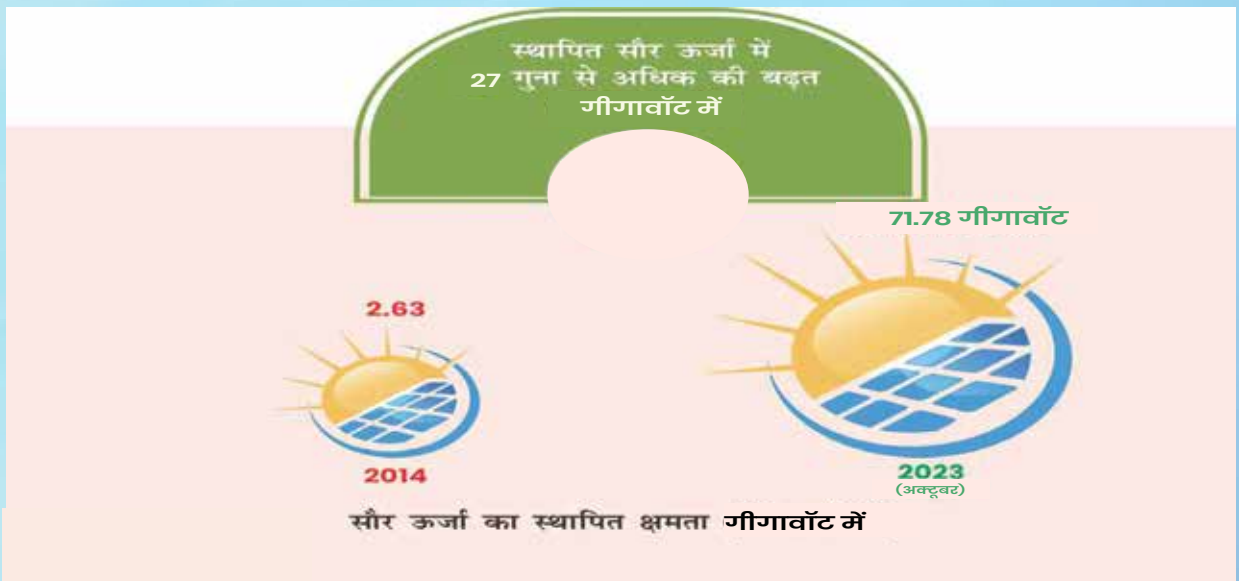 स्थापित सौर ऊर्जा में
27 गुना से अधिक की बढ़त
गीगावॉट में
71.78 गीगावॉट
2.63
2014
2023
(अक्टूबर)
सौर ऊर्जा का स्थापित क्षमता गीगावॉट में